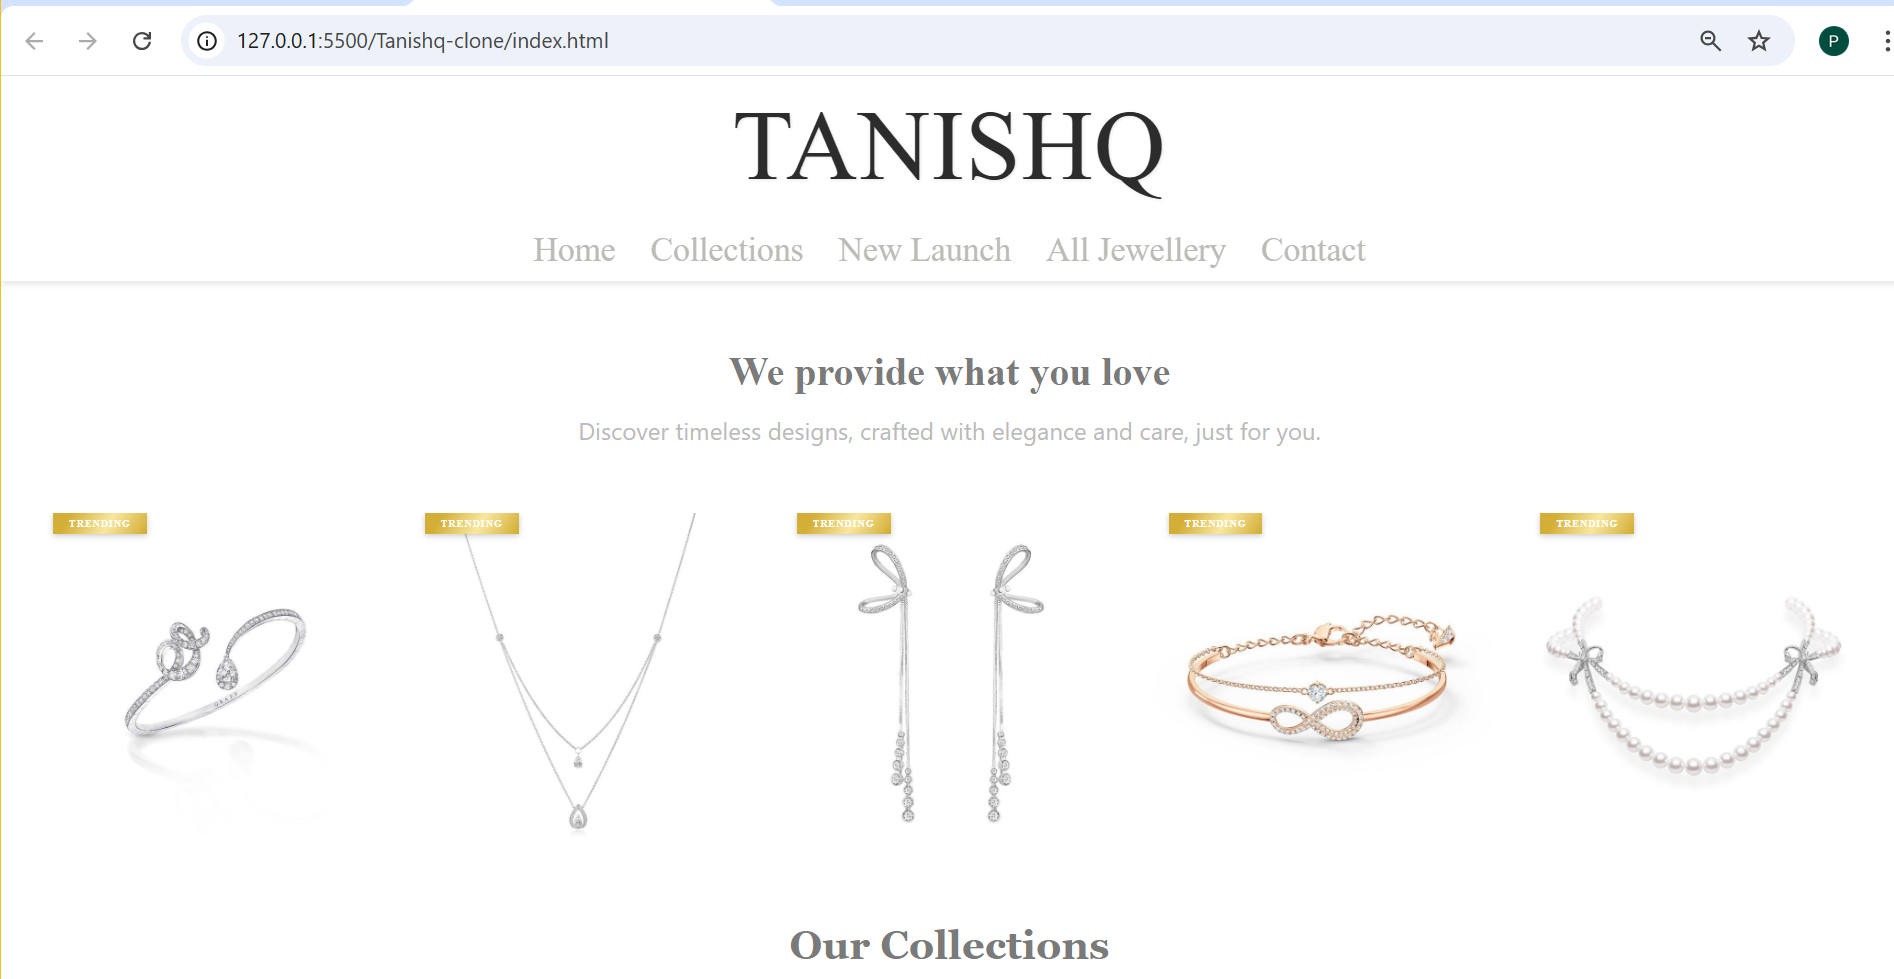 127.0.0.1:5500/Tanishq-clone/index.html
P
TANISHQ
Home Collections New Launch All Jewellery Contact
We provide what you love
Discover timeless designs, crafted with elegance and care, just for you.
TRENDING TRENDING TRENDING TRENDING TRENDING
Our Collections